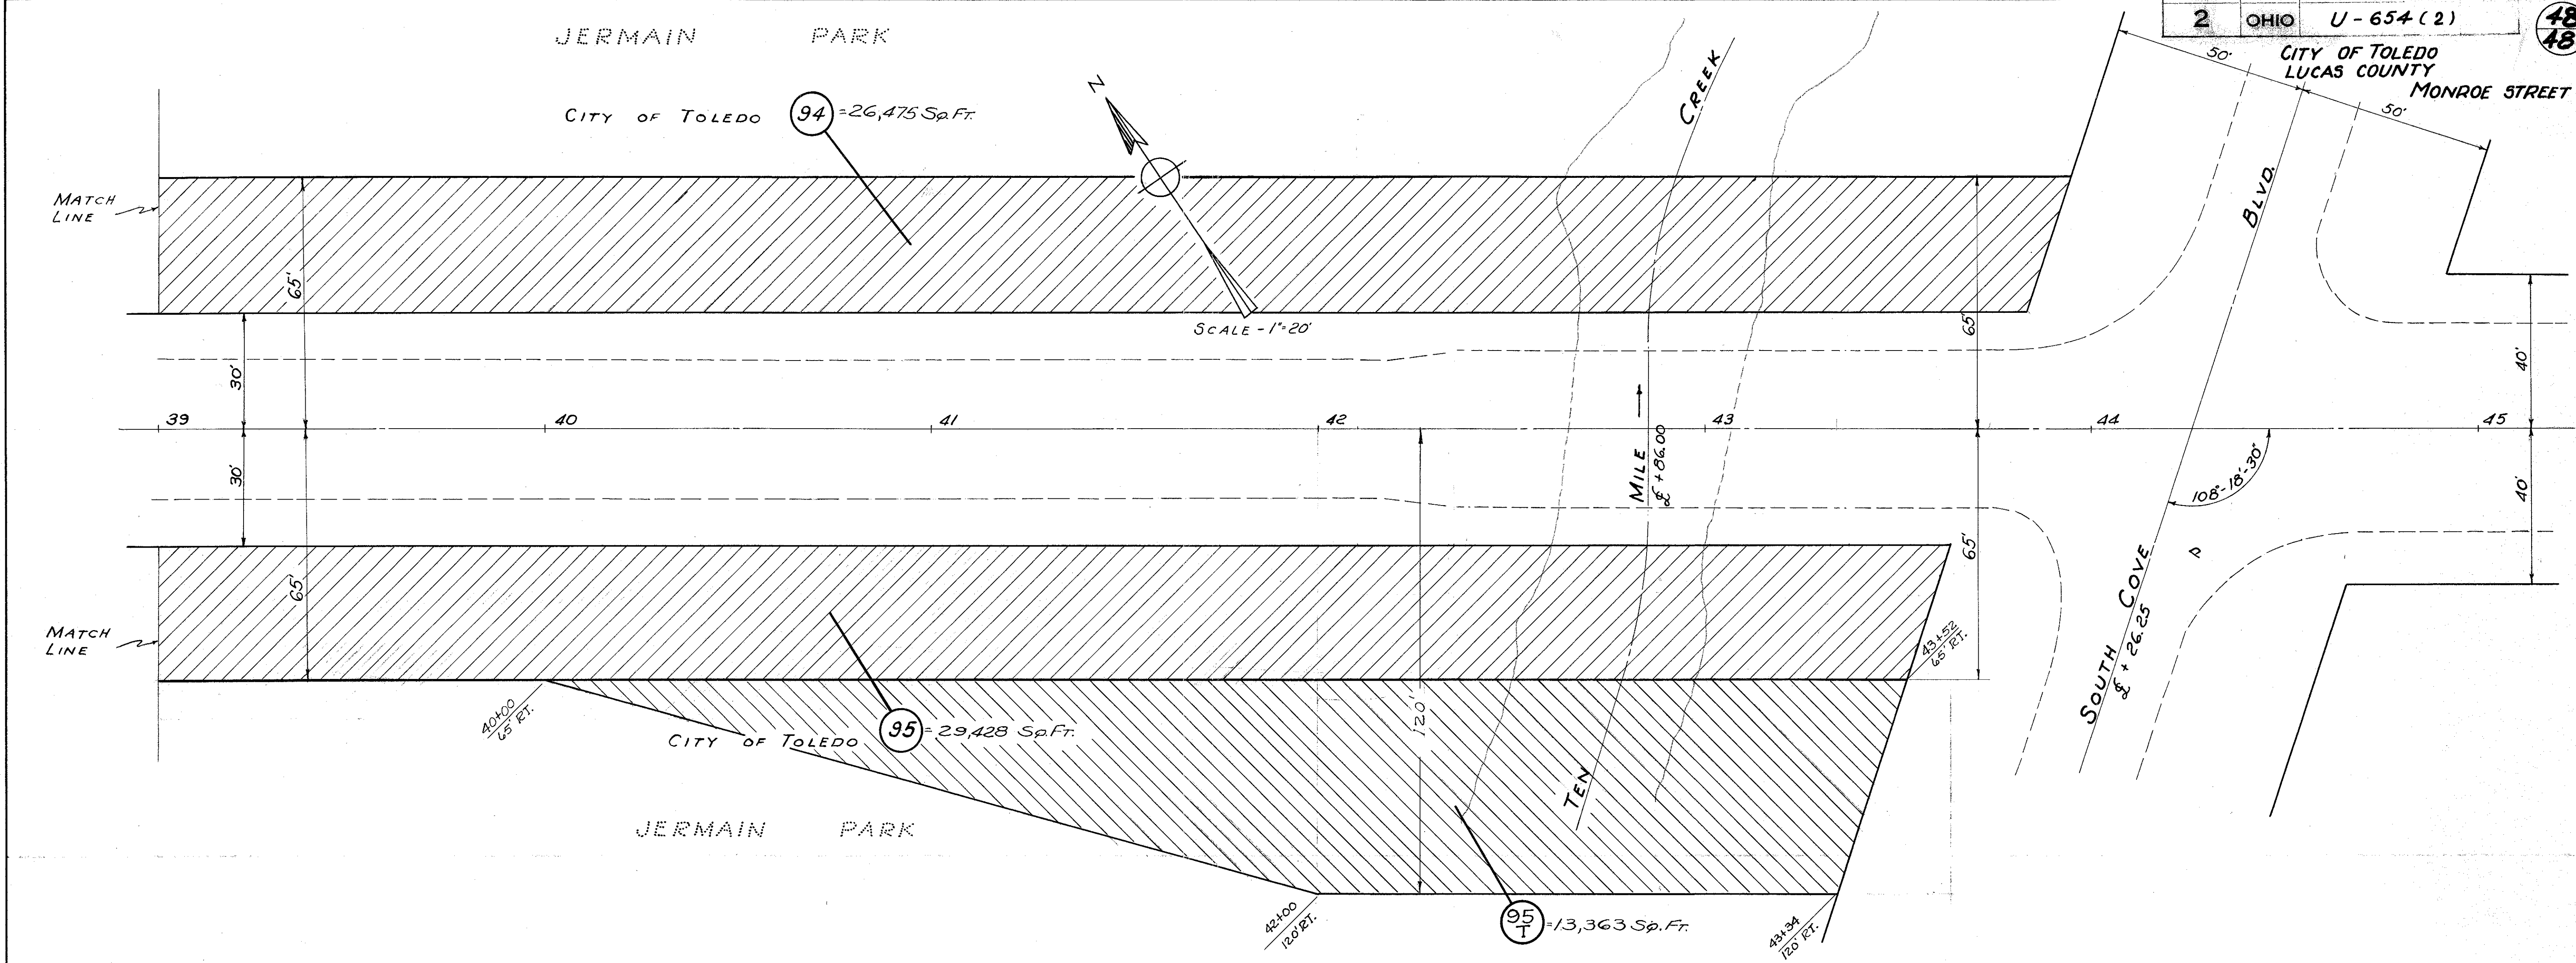 2 OHIO U-654(2)
48
48
CITY OF TOLEDO
LUCAS COUNTY
MONROE STREET
JERMAIN PARK
CITY OF TOLEDO 94 =26,475 SQ.FT.
N
SCALE - 1"=20'
MATCH
LINE
65'
30'
30'
65'
39 40 41 42 43 44 45
CREEK
MILE
℄ + 86.00
TEN
65'
65'
50'
50'
BLVD.
40'
40'
108°-18'-30"
SOUTH COVE
℄ + 26.25
P
MATCH
LINE
40+00
65' RT.
CITY OF TOLEDO 95 = 29,428 SQ.FT.
120'
43+52
65' RT.
JERMAIN PARK
42+00
120' RT.
95
T
=13,363 SQ.FT.
43+34
120' RT.